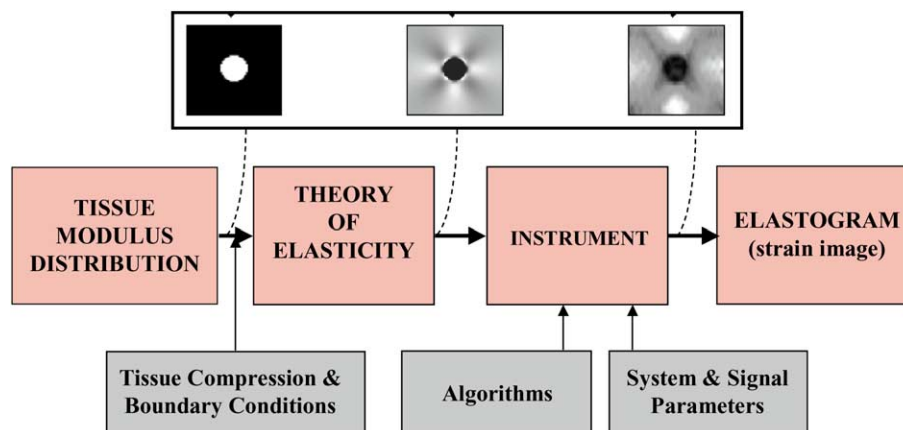 TISSUE
MODULUS
DISTRIBUTION
THEORY
OF
ELASTICITY
INSTRUMENT
ELASTOGRAM
(strain image)
Tissue Compression &
Boundary Conditions
Algorithms
System & Signal
Parameters